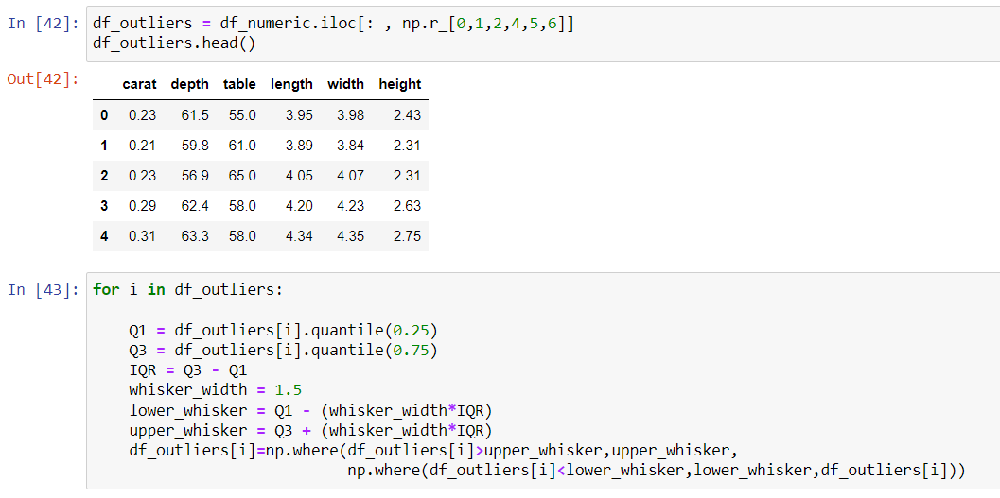 In [42]: df_outliers = df_numeric.iloc[: , np.r_[0,1,2,4,5,6]]
df_outliers.head()
Out[42]:
carat depth table length width height
0 0.23 61.5 55.0 3.95 3.98 2.43
1 0.21 59.8 61.0 3.89 3.84 2.31
2 0.23 56.9 65.0 4.05 4.07 2.31
3 0.29 62.4 58.0 4.20 4.23 2.63
4 0.31 63.3 58.0 4.34 4.35 2.75
In [43]: for i in df_outliers:
Q1 = df_outliers[i].quantile(0.25)
Q3 = df_outliers[i].quantile(0.75)
IQR = Q3 - Q1
whisker_width = 1.5
lower_whisker = Q1 - (whisker_width*IQR)
upper_whisker = Q3 + (whisker_width*IQR)
df_outliers[i]=np.where(df_outliers[i]>upper_whisker,upper_whisker,
np.where(df_outliers[i]<lower_whisker,lower_whisker,df_outliers[i]))